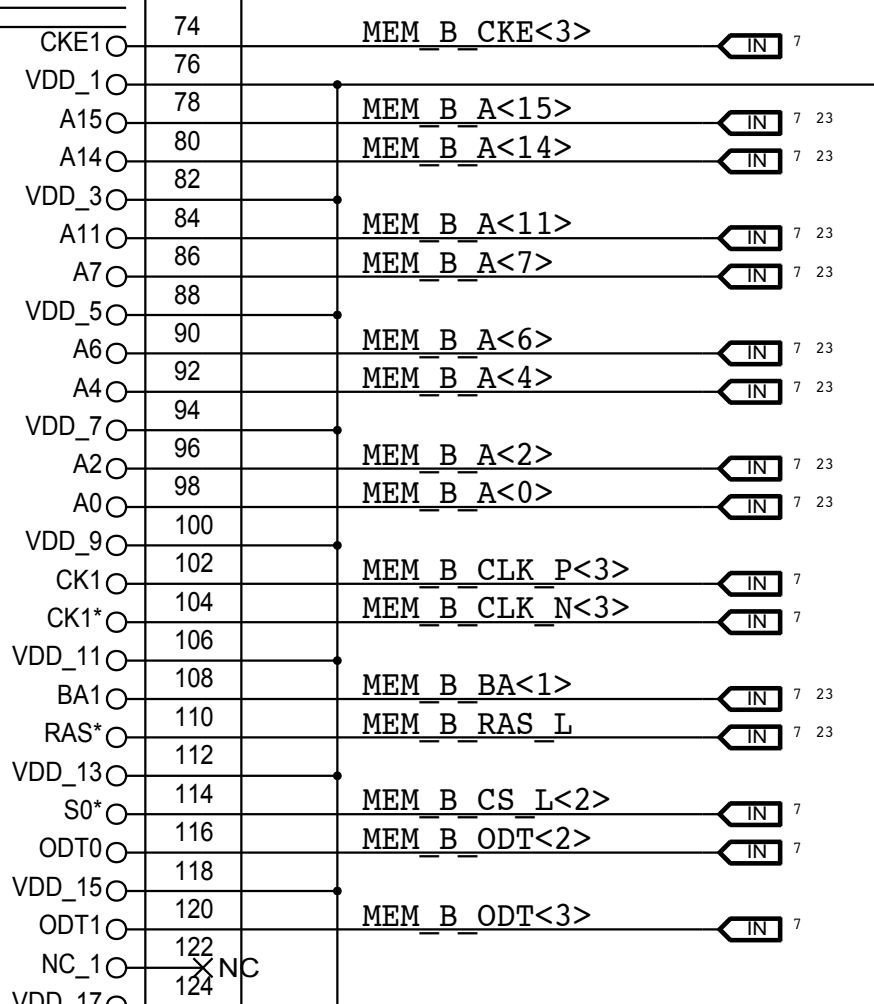 CKE1 74 MEM_B_CKE<3> IN 7
VDD_1 76
A15 78 MEM_B_A<15> IN 7 23
A14 80 MEM_B_A<14> IN 7 23
VDD_3 82
A11 84 MEM_B_A<11> IN 7 23
A7 86 MEM_B_A<7> IN 7 23
VDD_5 88
A6 90 MEM_B_A<6> IN 7 23
A4 92 MEM_B_A<4> IN 7 23
VDD_7 94
A2 96 MEM_B_A<2> IN 7 23
A0 98 MEM_B_A<0> IN 7 23
VDD_9 100
CK1 102 MEM_B_CLK_P<3> IN 7
CK1* 104 MEM_B_CLK_N<3> IN 7
VDD_11 106
BA1 108 MEM_B_BA<1> IN 7 23
RAS* 110 MEM_B_RAS_L IN 7 23
VDD_13 112
S0* 114 MEM_B_CS_L<2> IN 7
ODT0 116 MEM_B_ODT<2> IN 7
VDD_15 118
ODT1 120 MEM_B_ODT<3> IN 7
NC_1 122 NC
VDD_17 124